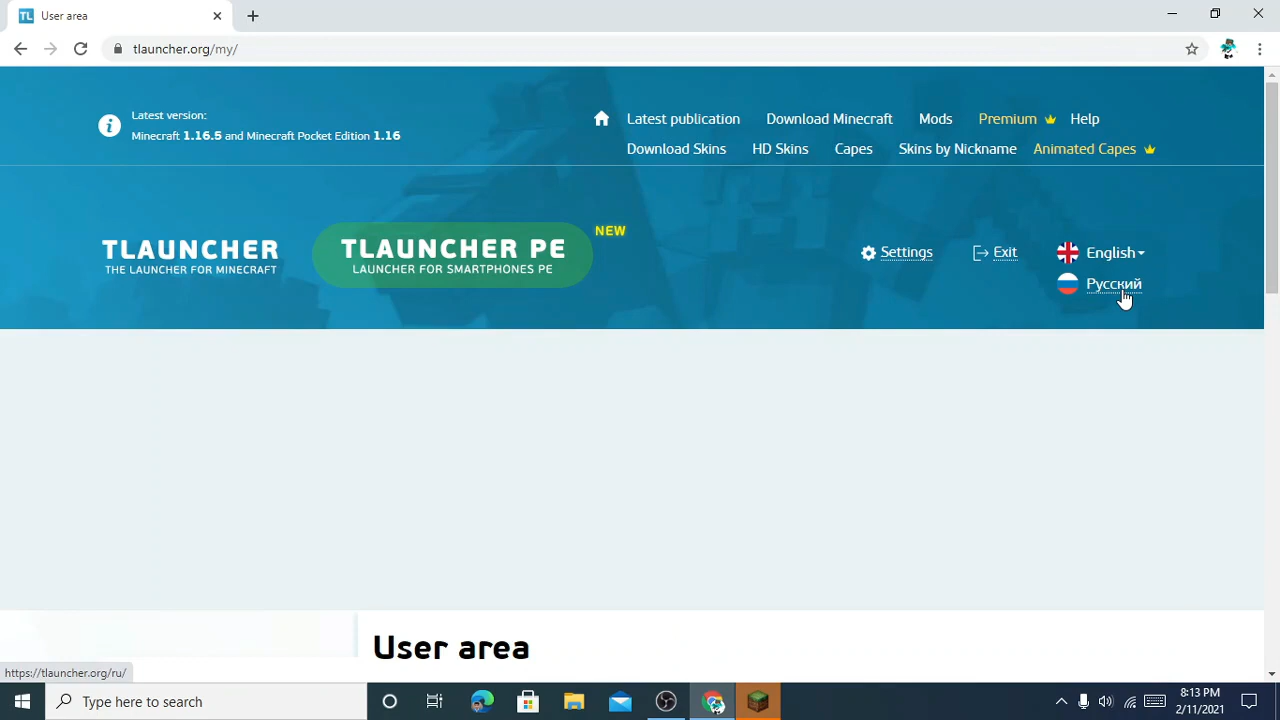 TL User area
tlauncher.org/my/
Latest version:
Minecraft 1.16.5 and Minecraft Pocket Edition 1.16
Latest publication Download Minecraft Mods Premium Help
Download Skins HD Skins Capes Skins by Nickname Animated Capes
TLAUNCHER
THE LAUNCHER FOR MINECRAFT
TLAUNCHER PE
LAUNCHER FOR SMARTPHONES PE
NEW
Settings Exit English
Русский
User area
https://tlauncher.org/ru/
Type here to search
8:13 PM
2/11/2021